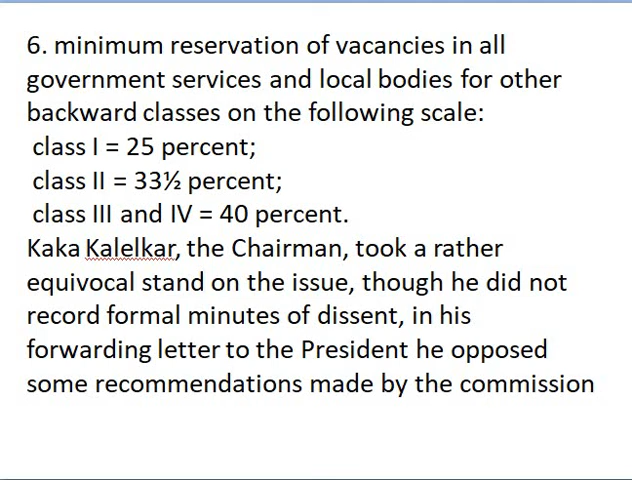 6. minimum reservation of vacancies in all
government services and local bodies for other
backward classes on the following scale:
class I = 25 percent;
class II = 33½ percent;
class III and IV = 40 percent.
Kaka Kalelkar, the Chairman, took a rather
equivocal stand on the issue, though he did not
record formal minutes of dissent, in his
forwarding letter to the President he opposed
some recommendations made by the commission